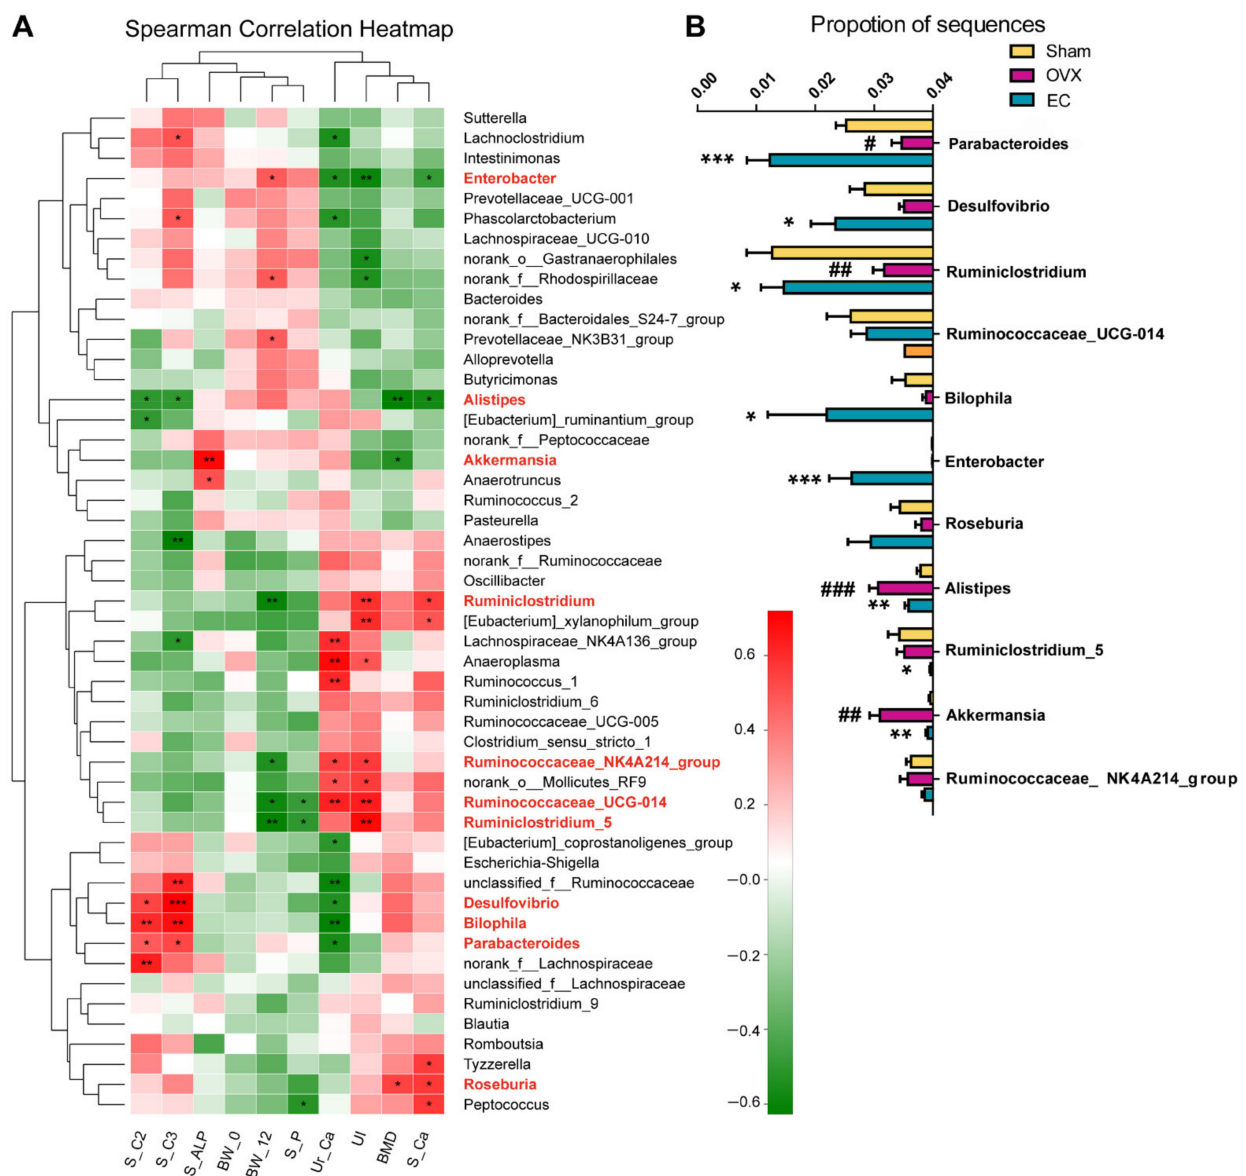 A
Spearman Correlation Heatmap
Sutterella
* * Lachnoclostridium
Intestinimonas
* * ** * Enterobacter
Prevotellaceae_UCG-001
* * Phascolarctobacterium
Lachnospiraceae_UCG-010
* norank_o__Gastranaerophilales
* * norank_f__Rhodospirillaceae
Bacteroides
norank_f__Bacteroidales_S24-7_group
* Prevotellaceae_NK3B31_group
Alloprevotella
Butyricimonas
* * ** * Alistipes
* [Eubacterium]_ruminantium_group
norank_f__Peptococcaceae
** * Akkermansia
* Anaerotruncus
Ruminococcus_2
Pasteurella
** Anaerostipes
norank_f__Ruminococcaceae
Oscillibacter
** ** * Ruminiclostridium
** * [Eubacterium]_xylanophilum_group
* ** Lachnospiraceae_NK4A136_group
** * Anaeroplasma
** Ruminococcus_1
Ruminiclostridium_6
Ruminococcaceae_UCG-005
Clostridium_sensu_stricto_1
* * * Ruminococcaceae_NK4A214_group
* * norank_o__Mollicutes_RF9
* * ** ** Ruminococcaceae_UCG-014
** * ** Ruminiclostridium_5
* [Eubacterium]_coprostanoligenes_group
Escherichia-Shigella
** ** unclassified_f__Ruminococcaceae
* *** * Desulfovibrio
** ** ** Bilophila
* * * Parabacteroides
** norank_f__Lachnospiraceae
unclassified_f__Lachnospiraceae
Ruminiclostridium_9
Blautia
Romboutsia
* Tyzzerella
* * Roseburia
* * Peptococcus
S_C2 S_C3 S_ALP BW_0 BW_12 S_P Ur_Ca UI BMD S_Ca
0.6
0.4
0.2
−0.0
−0.2
−0.4
−0.6
B
Propotion of sequences
Sham
OVX
EC
0.00 0.01 0.02 0.03 0.04
# Parabacteroides
***
Desulfovibrio
*
## Ruminiclostridium
*
Ruminococcaceae_UCG-014
Bilophila
*
Enterobacter
***
Roseburia
### Alistipes
**
Ruminiclostridium_5
*
## Akkermansia
**
Ruminococcaceae_ NK4A214_group